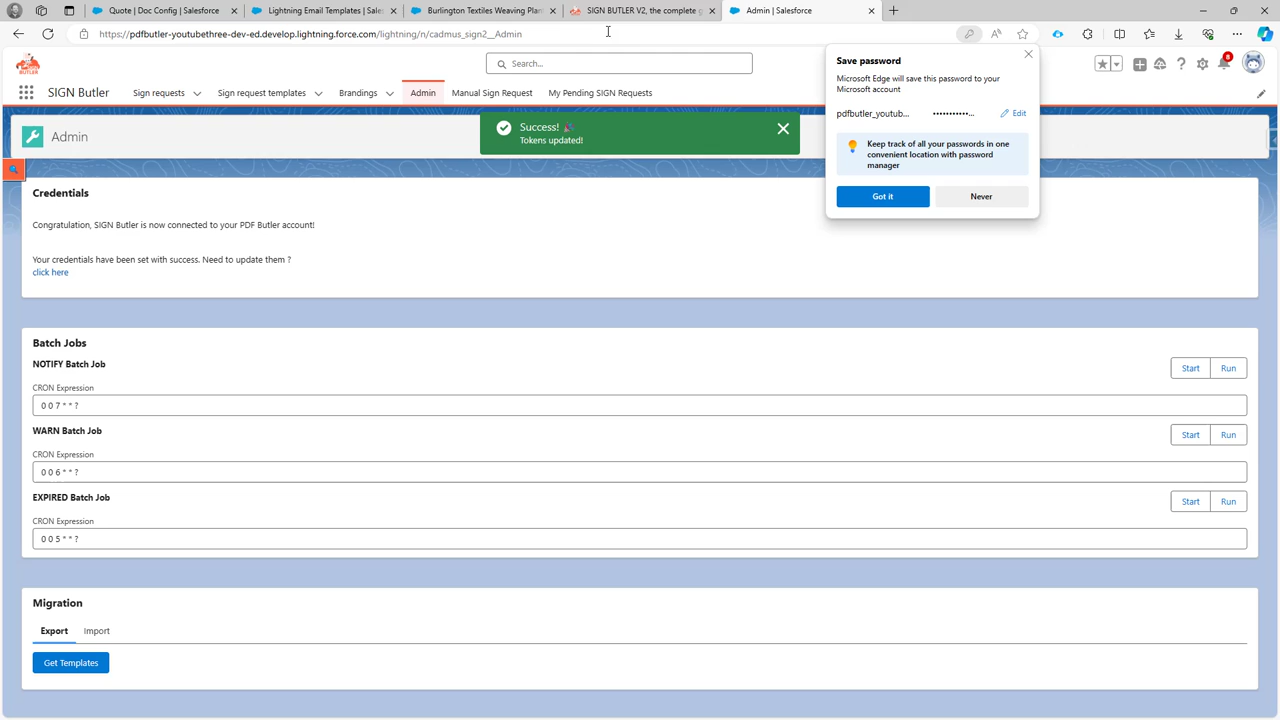 Quote | Doc Config | Salesforce
Lightning Email Templates | Sales
Burlington Textiles Weaving Plan
SIGN BUTLER V2, the complete g
Admin | Salesforce
https://pdfbutler-youtubethree-dev-ed.develop.lightning.force.com/lightning/n/cadmus_sign2__Admin
BUTLER
Search...
8
SIGN Butler
Sign requests
Sign request templates
Brandings
Admin
Manual Sign Request
My Pending SIGN Requests
Save password
Microsoft Edge will save this password to your
Microsoft account
pdfbutler_youtub...
Edit
Keep track of all your passwords in one
convenient location with password
manager
Got it
Never
Admin
Success! 🎉
Tokens updated!
Credentials
Congratulation, SIGN Butler is now connected to your PDF Butler account!
Your credentials have been set with success. Need to update them ?
click here
Batch Jobs
NOTIFY Batch Job
Start
Run
CRON Expression
0 0 7 * * ?
WARN Batch Job
Start
Run
CRON Expression
0 0 6 * * ?
EXPIRED Batch Job
Start
Run
CRON Expression
0 0 5 * * ?
Migration
Export
Import
Get Templates